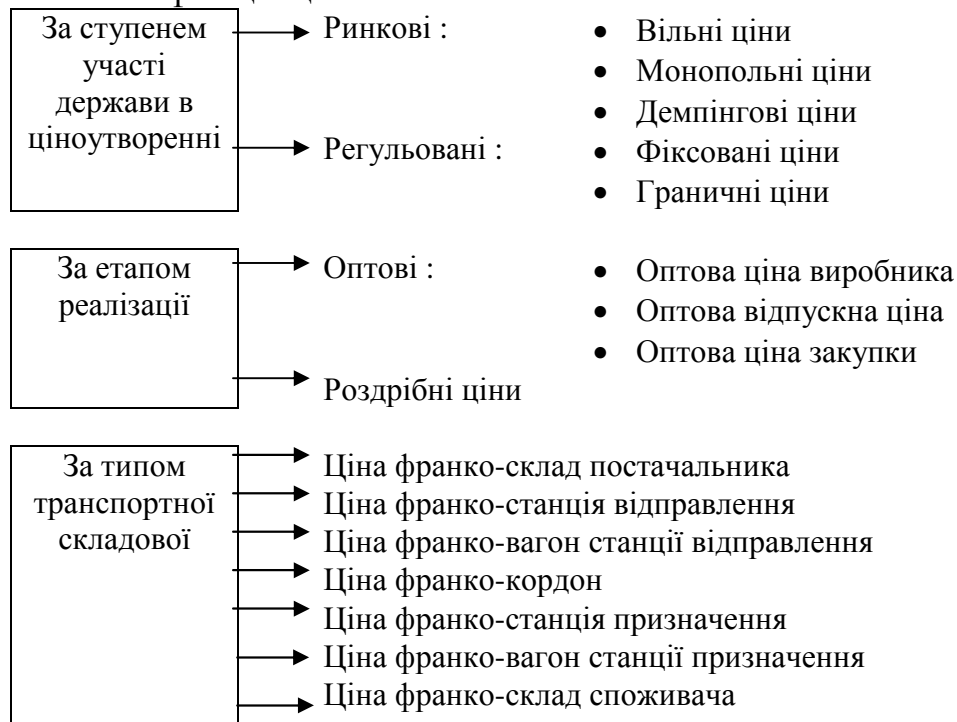 За ступенем
участі
держави в
ціноутворенні
Ринкові :
• Вільні ціни
• Монопольні ціни
• Демпінгові ціни
Регульовані :
• Фіксовані ціни
• Граничні ціни
За етапом
реалізації
Оптові :
• Оптова ціна виробника
• Оптова відпускна ціна
• Оптова ціна закупки
Роздрібні ціни
За типом
транспортної
складової
Ціна франко-склад постачальника
Ціна франко-станція відправлення
Ціна франко-вагон станції відправлення
Ціна франко-кордон
Ціна франко-станція призначення
Ціна франко-вагон станції призначення
Ціна франко-склад споживача